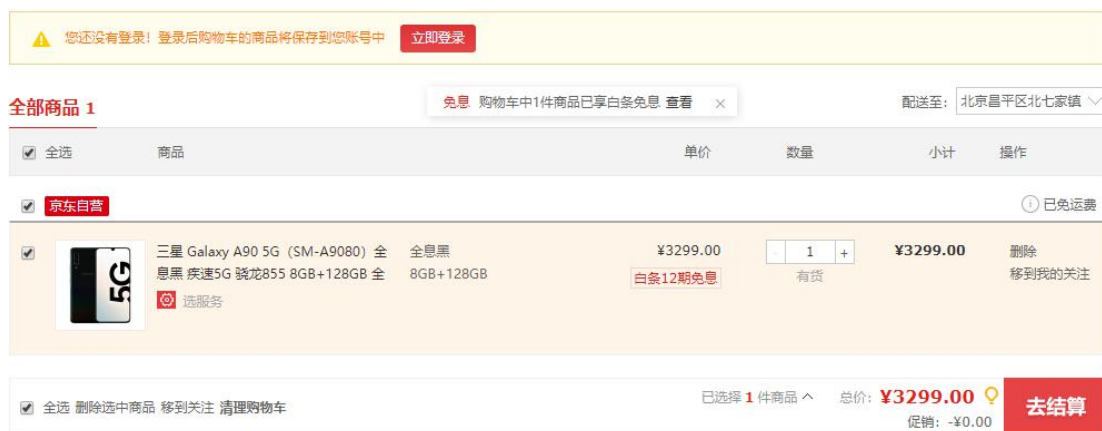 您还没有登录！登录后购物车的商品将保存到您账号中 立即登录
全部商品 1 免息 购物车中1件商品已享白条免息 查看 × 配送至： 北京昌平区北七家镇
全选 商品 单价 数量 小计 操作
京东自营 已免运费
三星 Galaxy A90 5G（SM-A9080）全 全息黑 ¥3299.00 - 1 + ¥3299.00 删除
息黑 疾速5G 骁龙855 8GB+128GB 全 8GB+128GB 白条12期免息 有货 移到我的关注
选服务
5G
全选 删除选中商品 移到关注 清理购物车 已选择 1 件商品 总价： ¥3299.00 去结算
促销： -¥0.00